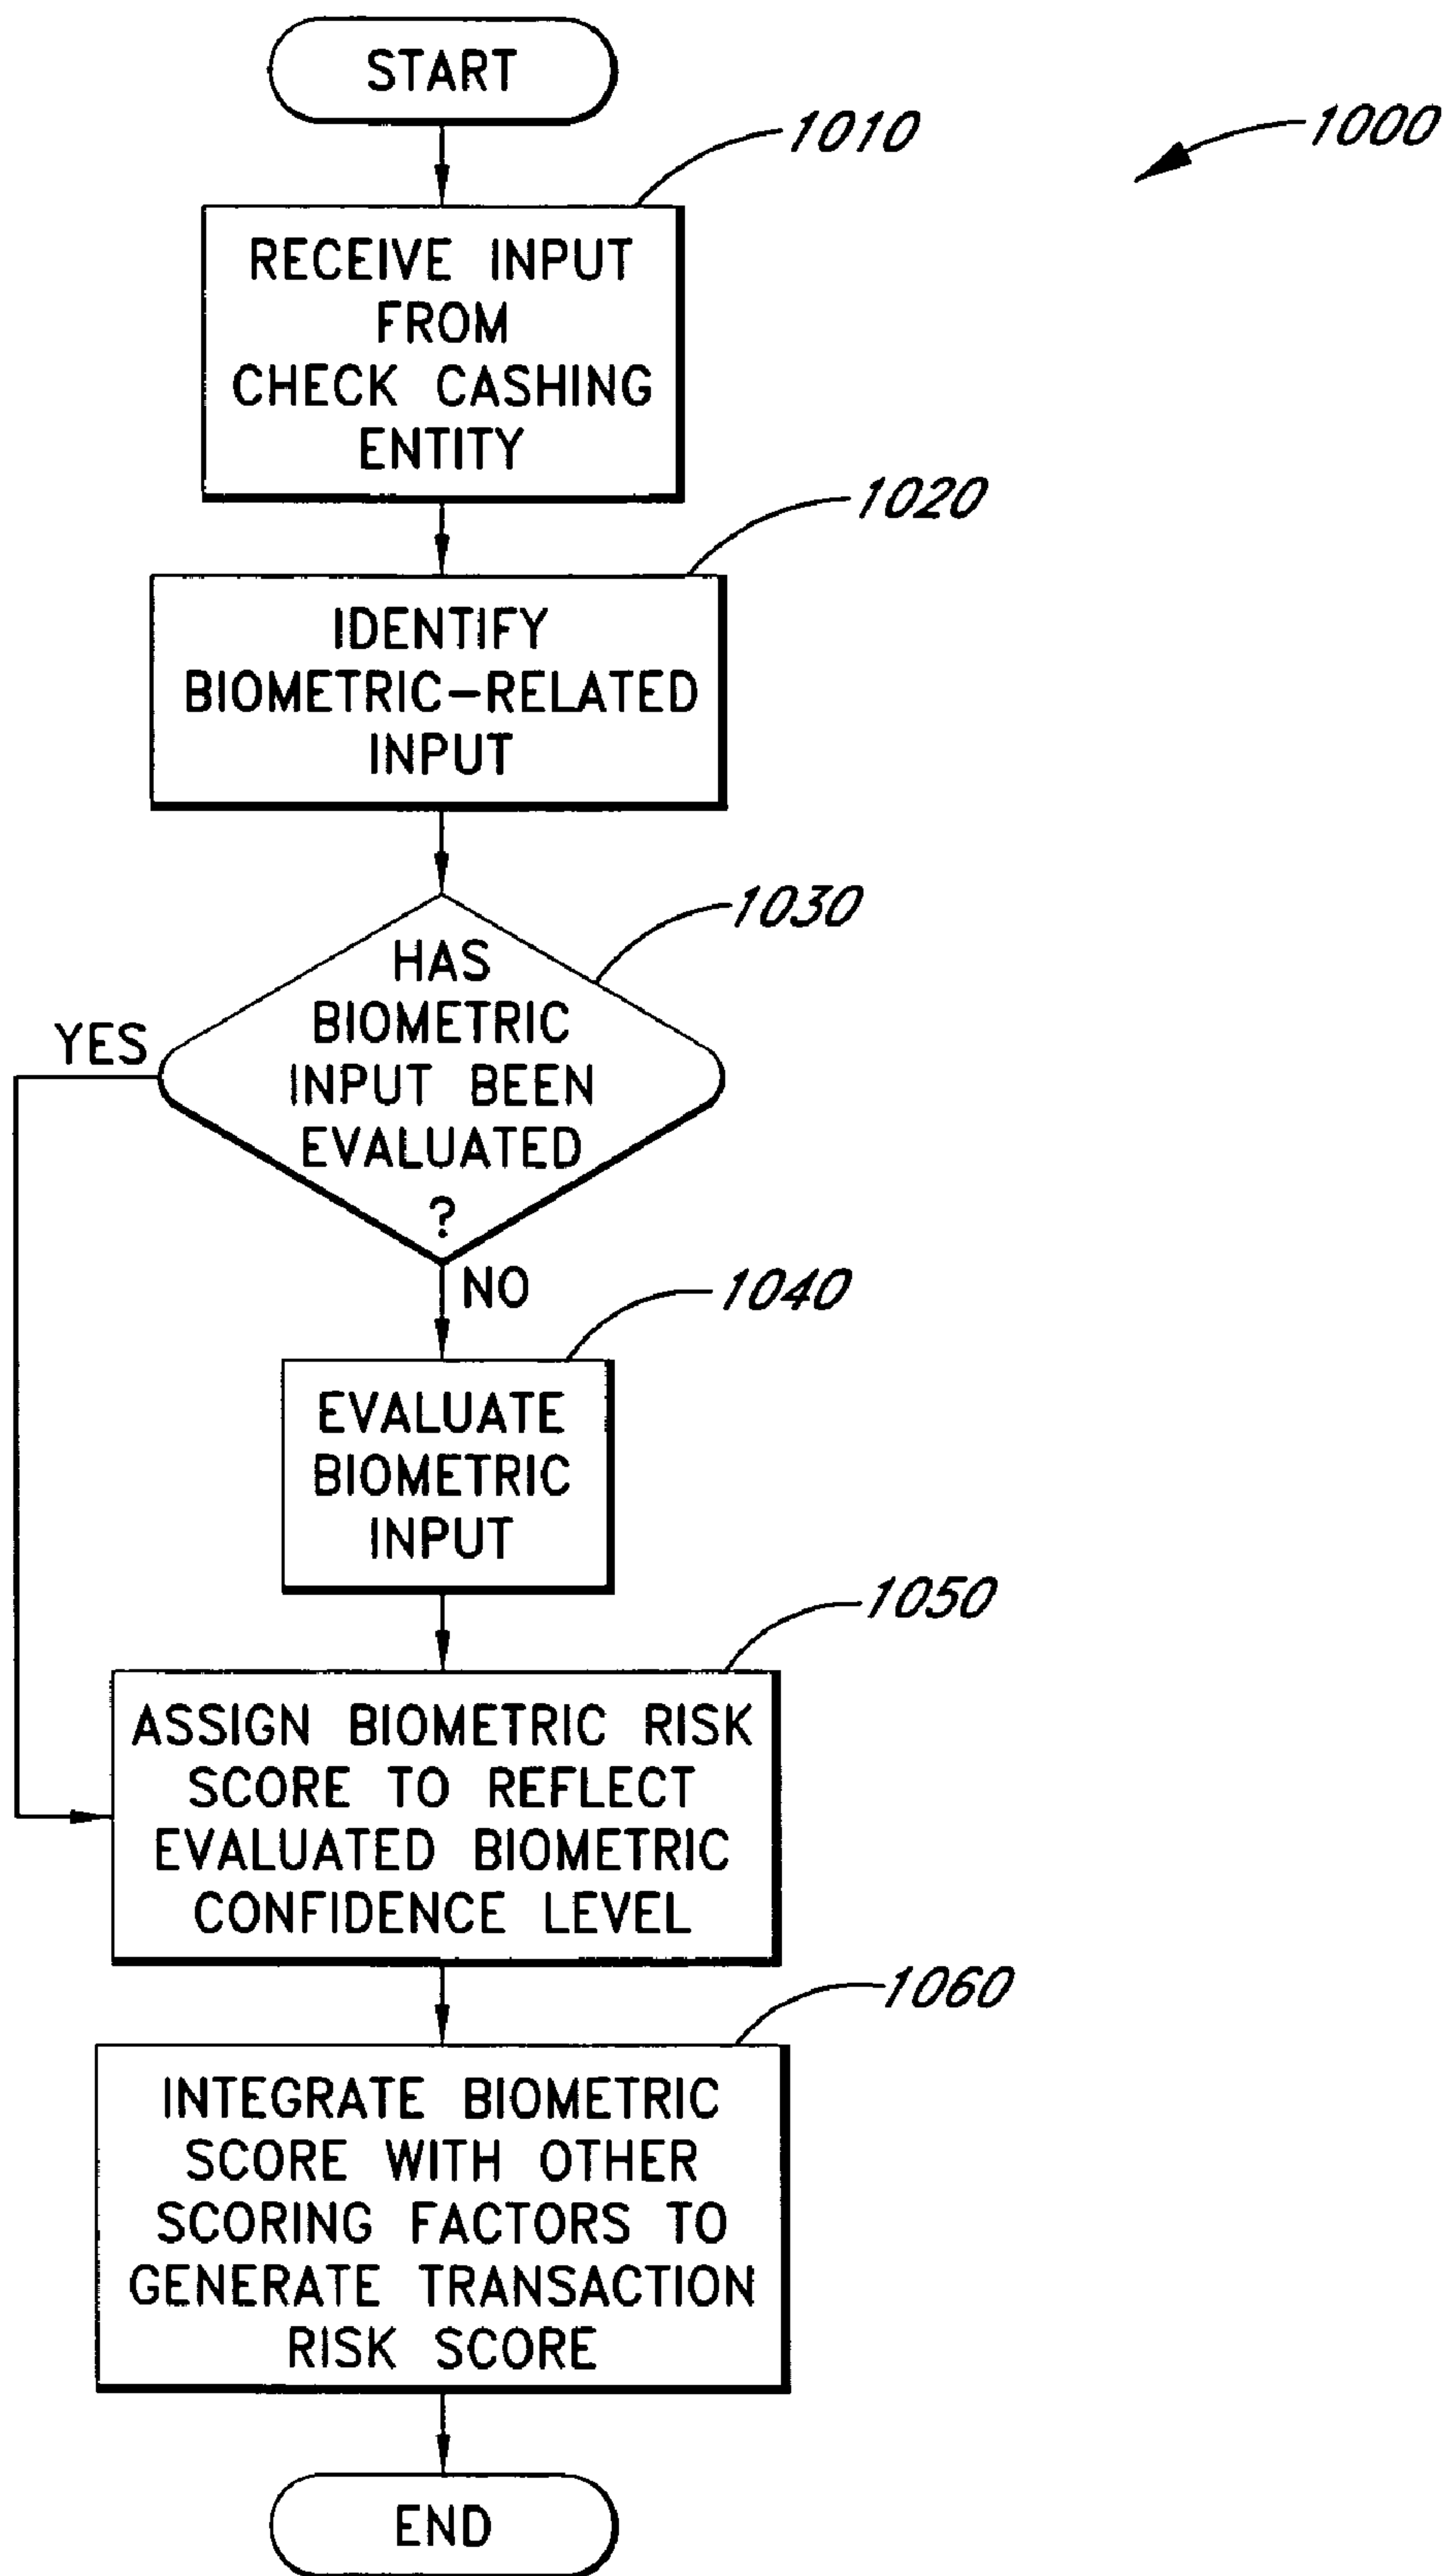 START
1010
1000
RECEIVE INPUT
FROM
CHECK CASHING
ENTITY
1020
IDENTIFY
BIOMETRIC-RELATED
INPUT
1030
HAS
BIOMETRIC
INPUT BEEN
EVALUATED
?
YES
NO
1040
EVALUATE
BIOMETRIC
INPUT
1050
ASSIGN BIOMETRIC RISK
SCORE TO REFLECT
EVALUATED BIOMETRIC
CONFIDENCE LEVEL
1060
INTEGRATE BIOMETRIC
SCORE WITH OTHER
SCORING FACTORS TO
GENERATE TRANSACTION
RISK SCORE
END